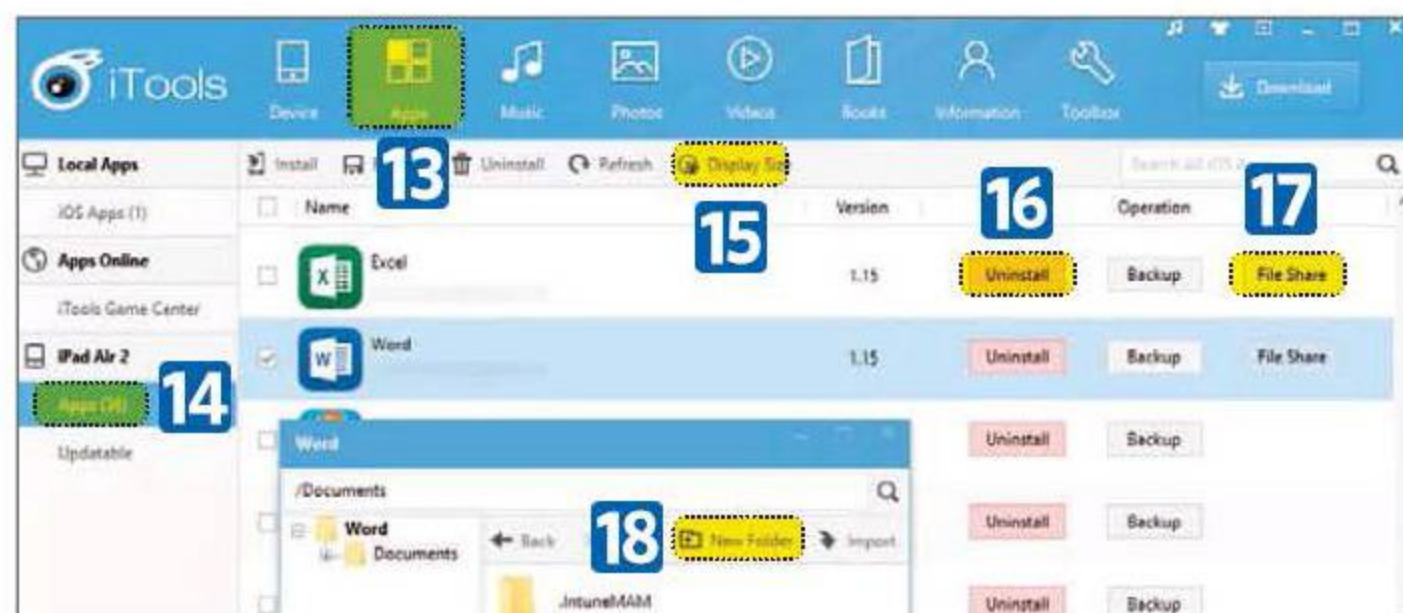 iTools
Device Apps Music Photos Videos Books Information Toolbox Download
13
Local Apps Install Uninstall Refresh Display Size
iOS Apps (1) Name Version 16 Operation 17
15
Apps Online Excel 1.15 Uninstall Backup File Share
iTools Game Center
iPad Air 2 Word 1.15 Uninstall Backup File Share
Apps 14
Updatable Word Uninstall Backup
/Documents
Word Back 18 New Folder Import Uninstall Backup
Documents
.IntuneMAM Uninstall Backup